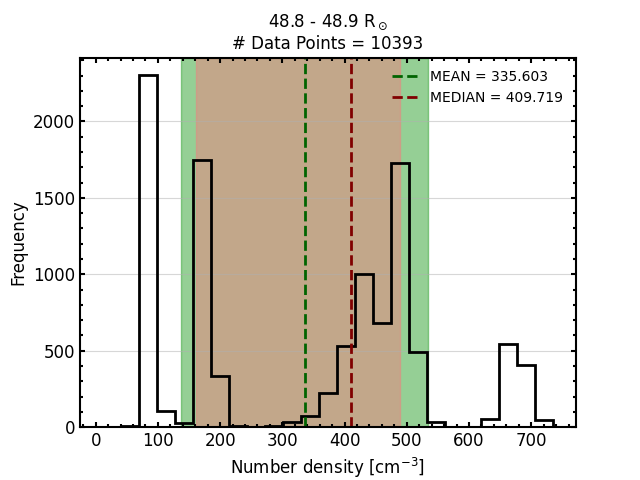 48.8 - 48.9 R⊙
# Data Points = 10393
MEAN = 335.603
MEDIAN = 409.719
Frequency
2000
1500
1000
500
0
0 100 200 300 400 500 600 700
Number density [cm⁻³]